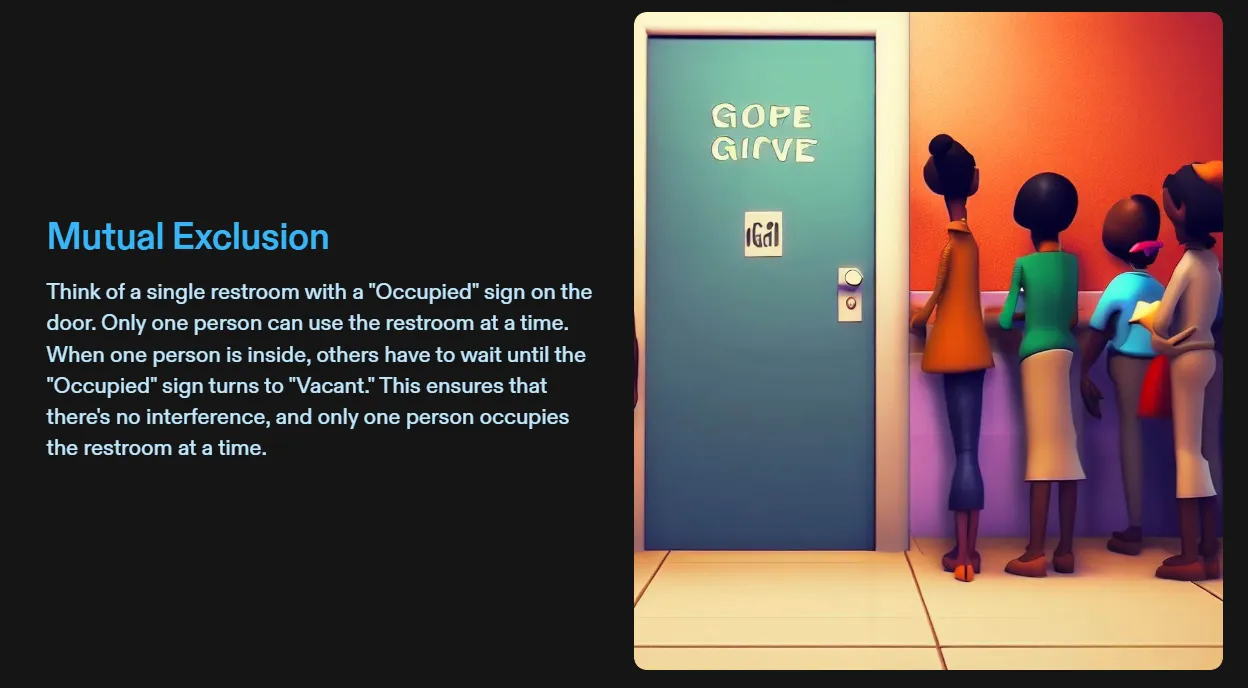 Mutual Exclusion
Think of a single restroom with a "Occupied" sign on the
door. Only one person can use the restroom at a time.
When one person is inside, others have to wait until the
"Occupied" sign turns to "Vacant." This ensures that
there's no interference, and only one person occupies
the restroom at a time.
GOPE